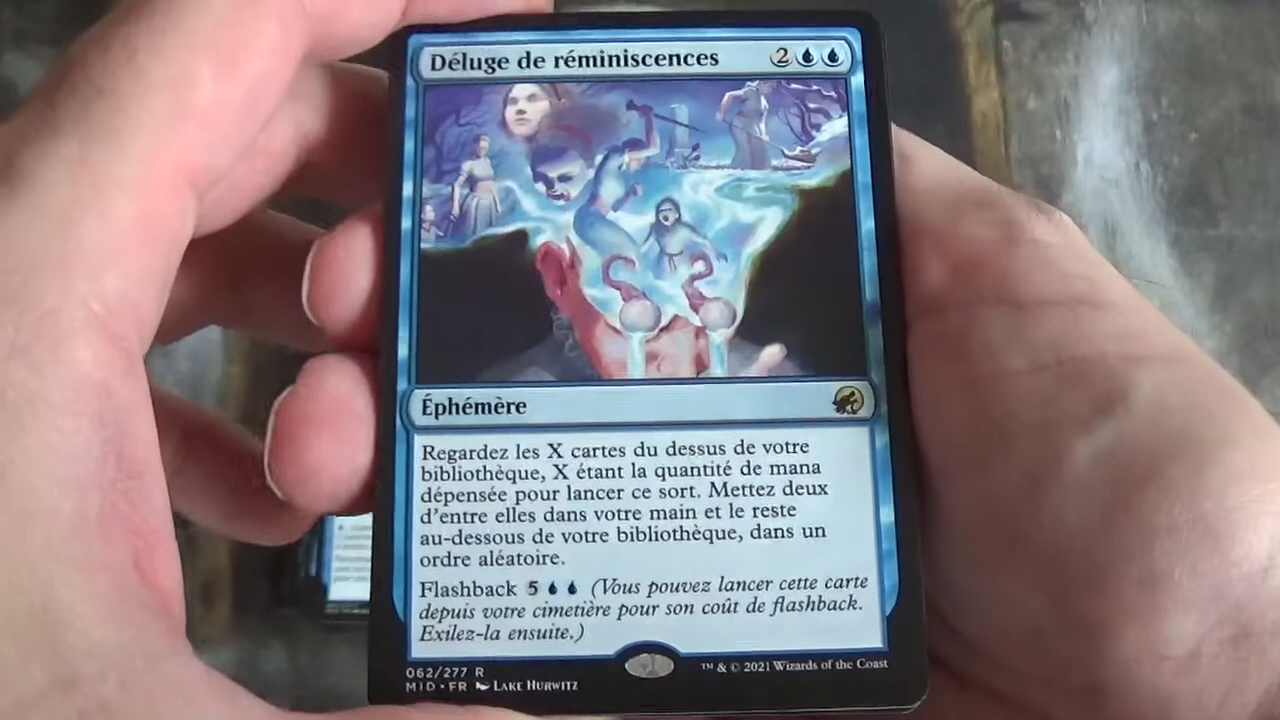 Déluge de réminiscences 2
Éphémère
Regardez les X cartes du dessus de votre
bibliothèque, X étant la quantité de mana
dépensée pour lancer ce sort. Mettez deux
d'entre elles dans votre main et le reste
au-dessous de votre bibliothèque, dans un
ordre aléatoire.
Flashback 5 (Vous pouvez lancer cette carte
depuis votre cimetière pour son coût de flashback.
Exilez-la ensuite.)
062/277 R
MID • FR LAKE HURWITZ
™ & © 2021 Wizards of the Coast